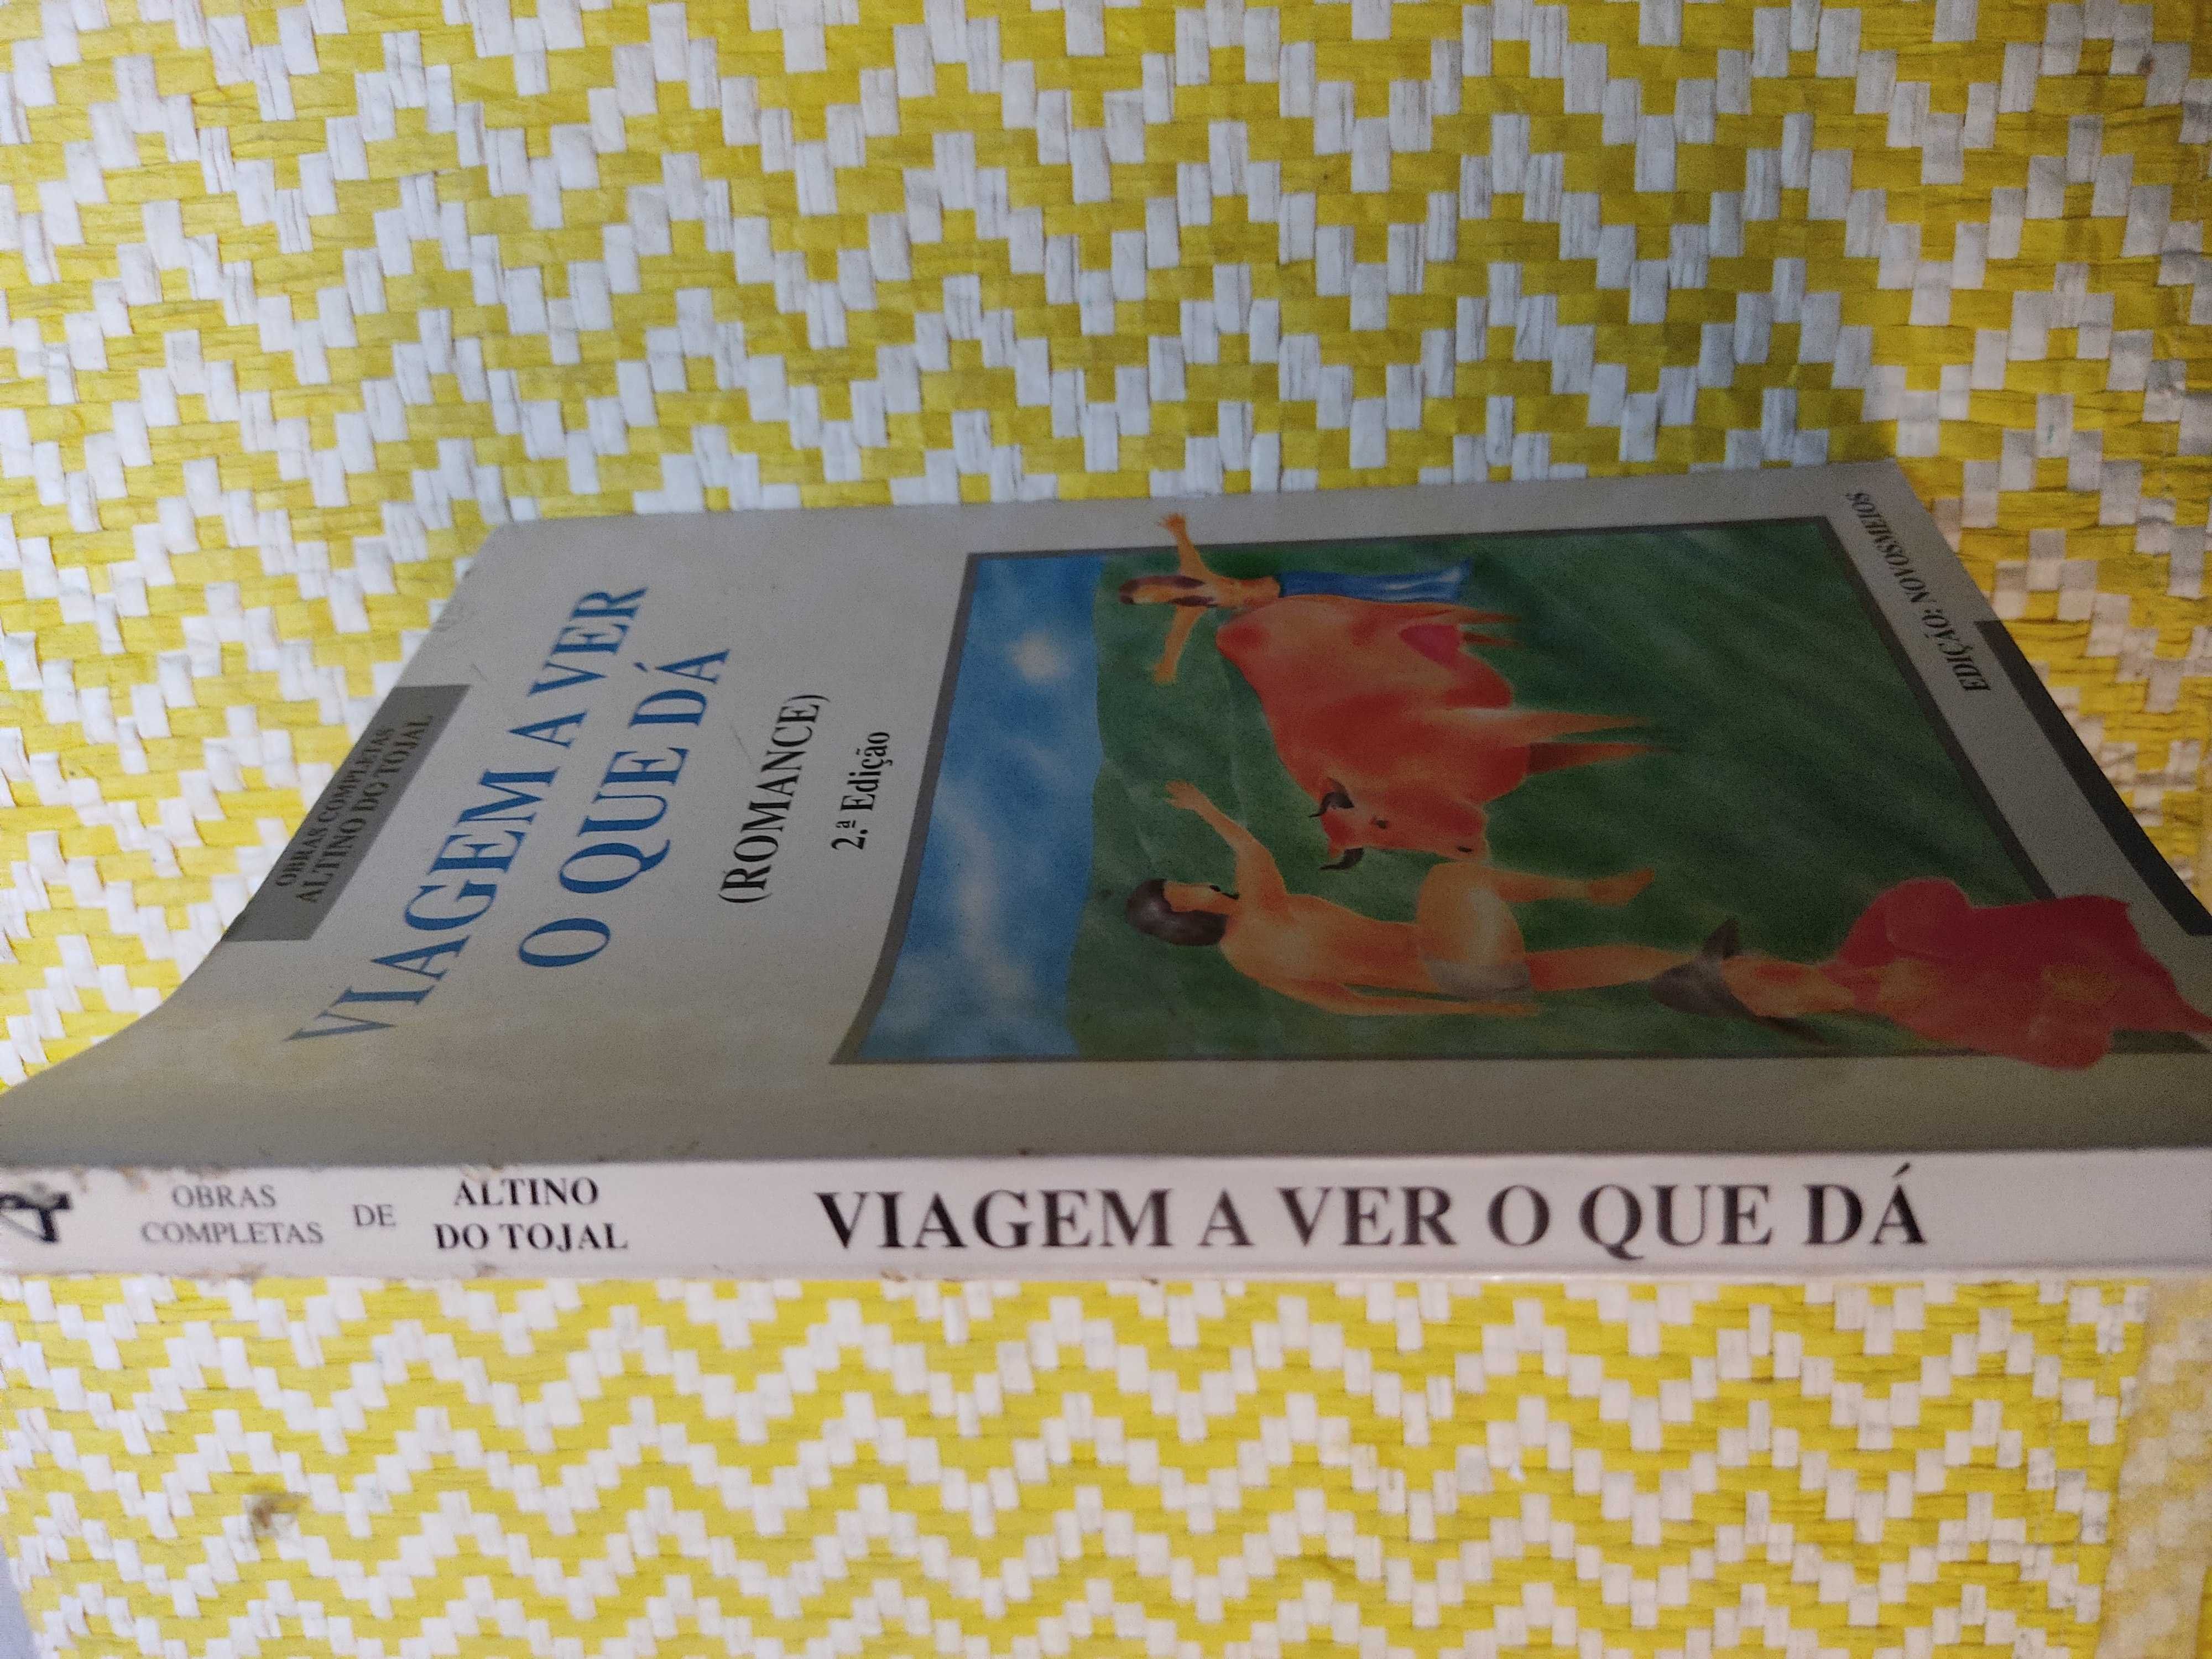 OBRAS COMPLETAS
ALTINO DO TOJAL
VIAGEM A VER
O QUE DÁ
(ROMANCE)
2.ª Edição
EDIÇÃO: NOVOSMEIOS
OBRAS
COMPLETAS
DE
ALTINO
DO TOJAL
VIAGEM A VER O QUE DÁ